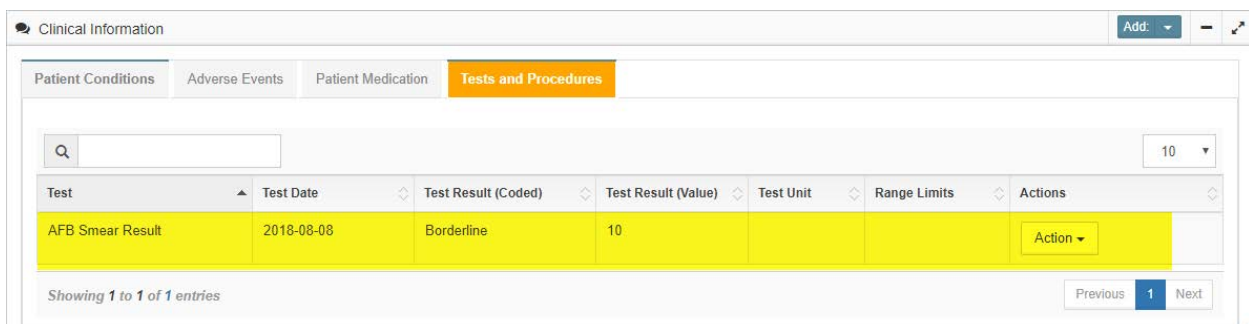 Clinical Information Add:
Patient Conditions Adverse Events Patient Medication Tests and Procedures
10
Test Test Date Test Result (Coded) Test Result (Value) Test Unit Range Limits Actions
AFB Smear Result 2018-08-08 Borderline 10 Action
Showing 1 to 1 of 1 entries Previous 1 Next